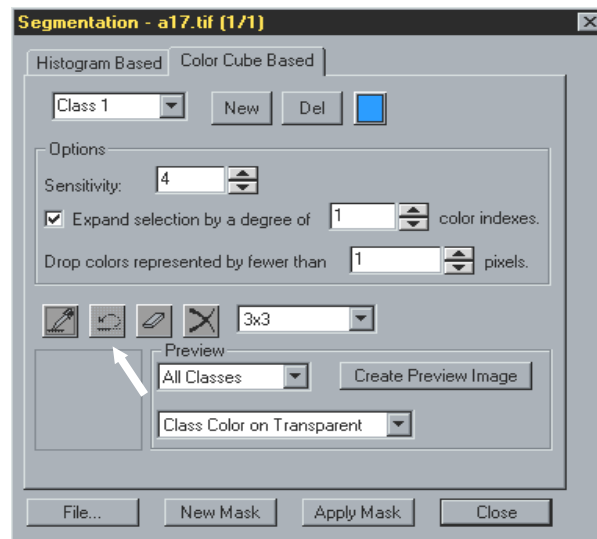 Segmentation - a17.tif (1/1)
Histogram Based Color Cube Based
Class 1 New Del
Options
Sensitivity: 4
Expand selection by a degree of 1 color indexes.
Drop colors represented by fewer than 1 pixels.
3x3
Preview
All Classes Create Preview Image
Class Color on Transparent
File... New Mask Apply Mask Close